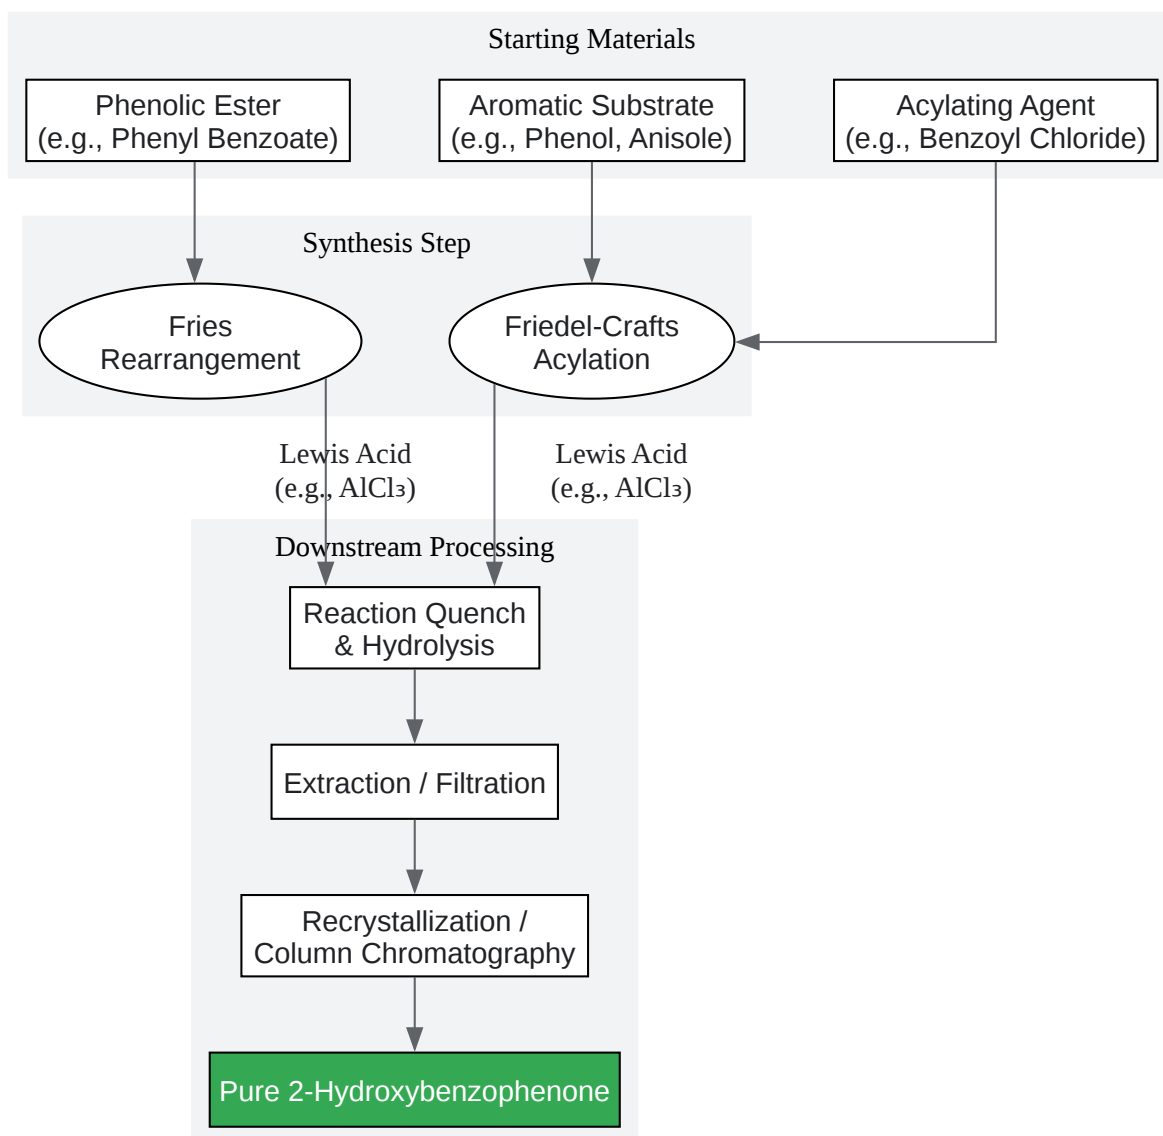 Starting Materials
Phenolic Ester
(e.g., Phenyl Benzoate)
Aromatic Substrate
(e.g., Phenol, Anisole)
Acylating Agent
(e.g., Benzoyl Chloride)
Synthesis Step
Fries
Rearrangement
Friedel-Crafts
Acylation
Lewis Acid
(e.g., AlCl₃)
Lewis Acid
(e.g., AlCl₃)
Downstream Processing
Reaction Quench
& Hydrolysis
Extraction / Filtration
Recrystallization /
Column Chromatography
Pure 2-Hydroxybenzophenone